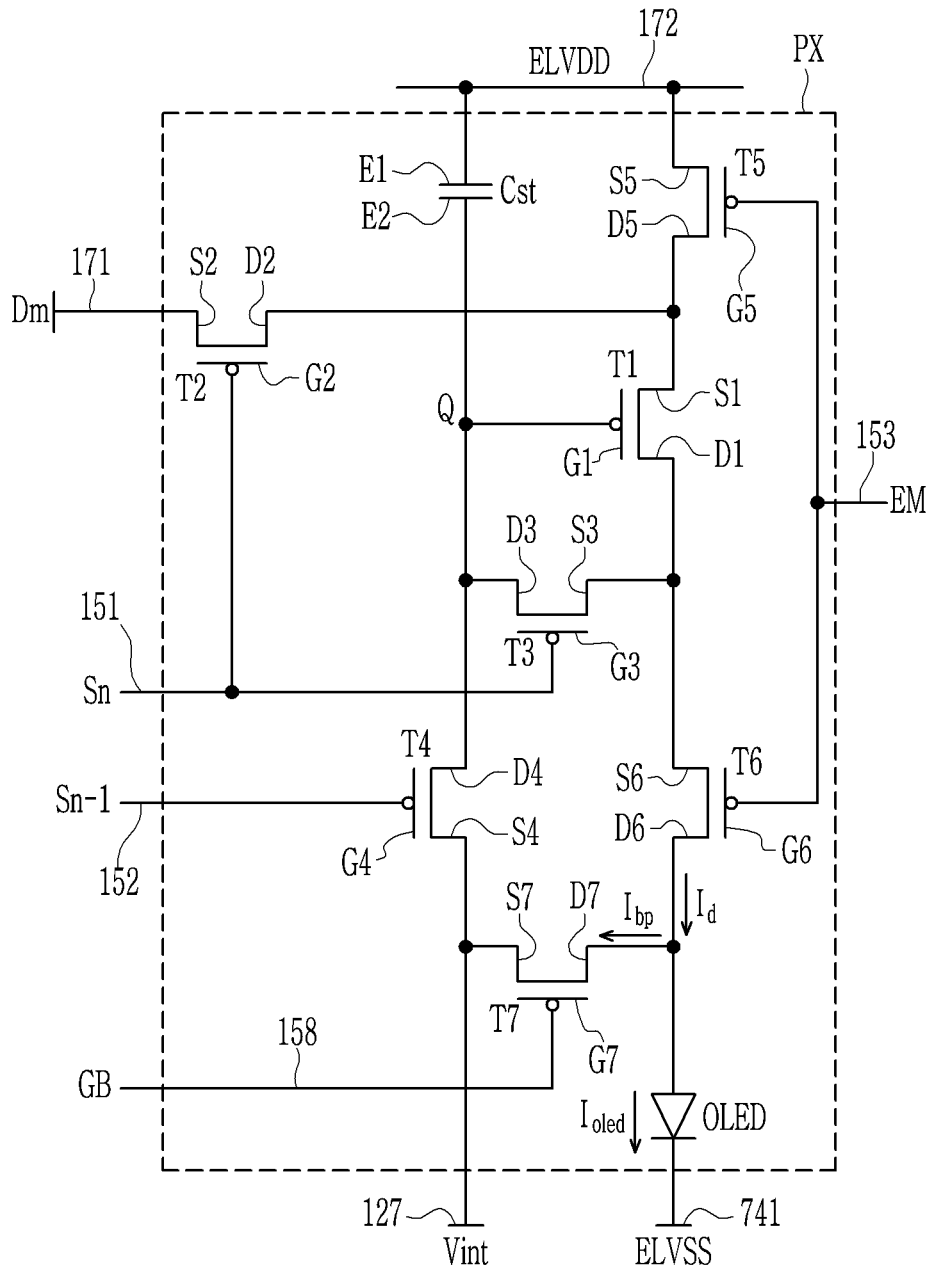 172
ELVDD
PX
E1
E2
Cst
S5
T5
D5
G5
171
S2
D2
Dm
T2
G2
T1
S1
Q
G1
D1
153
EM
D3
S3
151
T3
G3
Sn
T4
D4
S6
T6
Sn-1
S4
D6
152
G4
G6
S7
D7
Ibp
Id
T7
G7
158
GB
Ioled
OLED
127
741
Vint
ELVSS